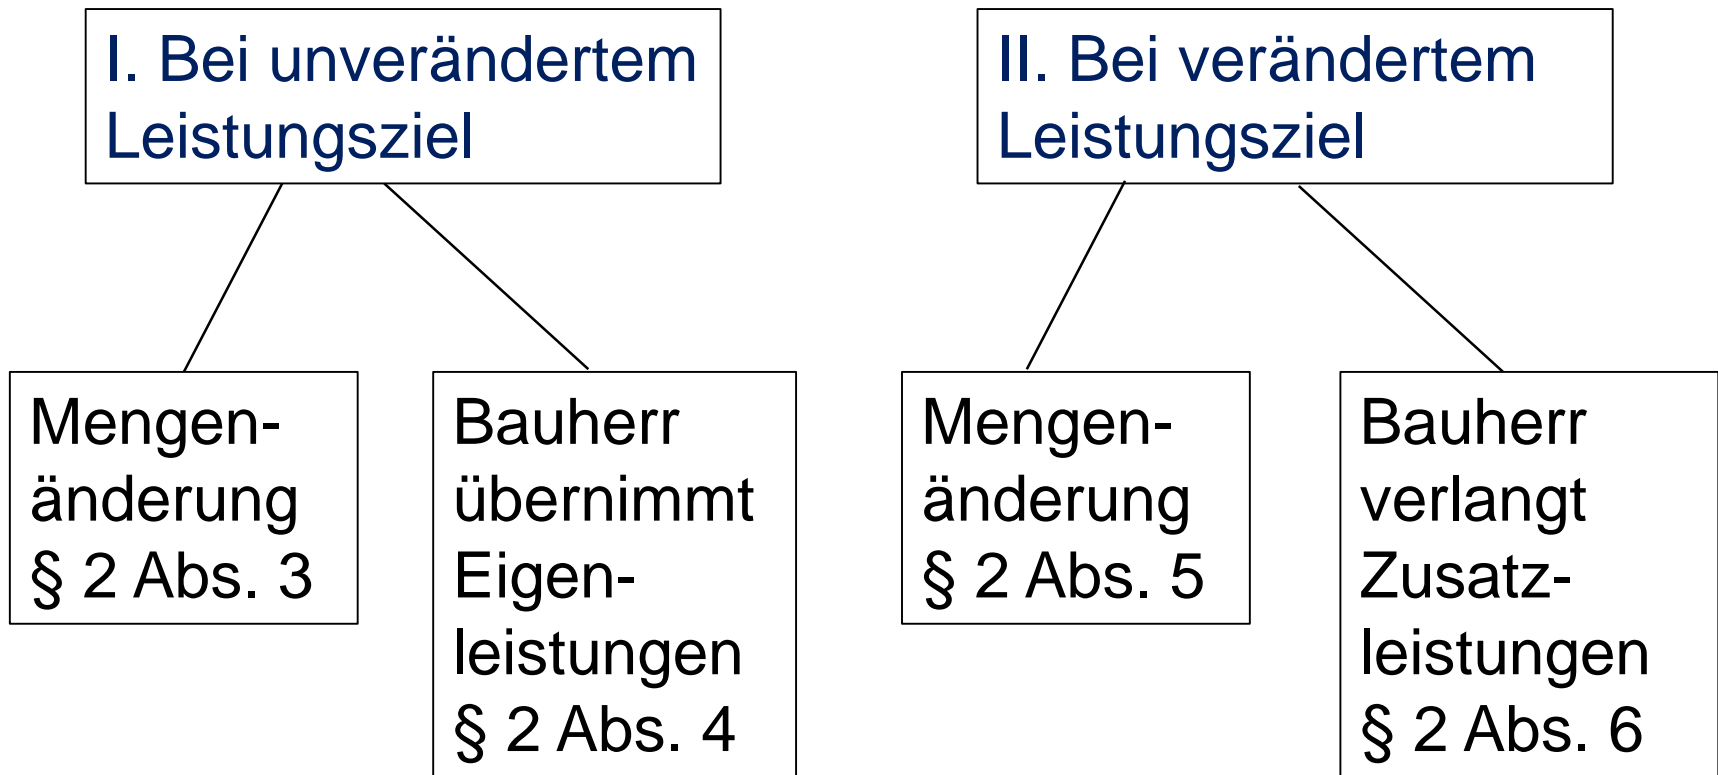 I. Bei unverändertem
Leistungsziel
II. Bei verändertem
Leistungsziel
Mengen-
änderung
§ 2 Abs. 3
Bauherr
übernimmt
Eigen-
leistungen
§ 2 Abs. 4
Mengen-
änderung
§ 2 Abs. 5
Bauherr
verlangt
Zusatz-
leistungen
§ 2 Abs. 6